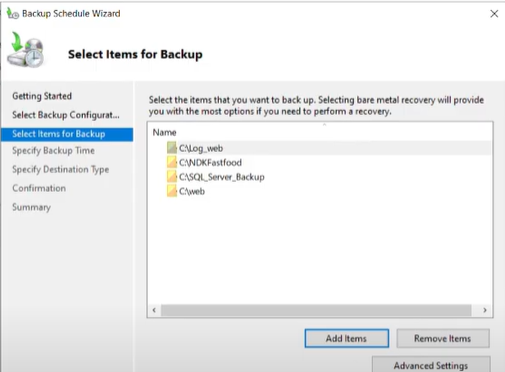 Backup Schedule Wizard
Select Items for Backup
Getting Started
Select Backup Configurat...
Select Items for Backup
Specify Backup Time
Specify Destination Type
Confirmation
Summary
Select the items that you want to back up. Selecting bare metal recovery will provide
you with the most options if you need to perform a recovery.
Name
C:\Log_web
C:\NDKFastfood
C:\SQL_Server_Backup
C:\web
Add Items
Remove Items
Advanced Settings